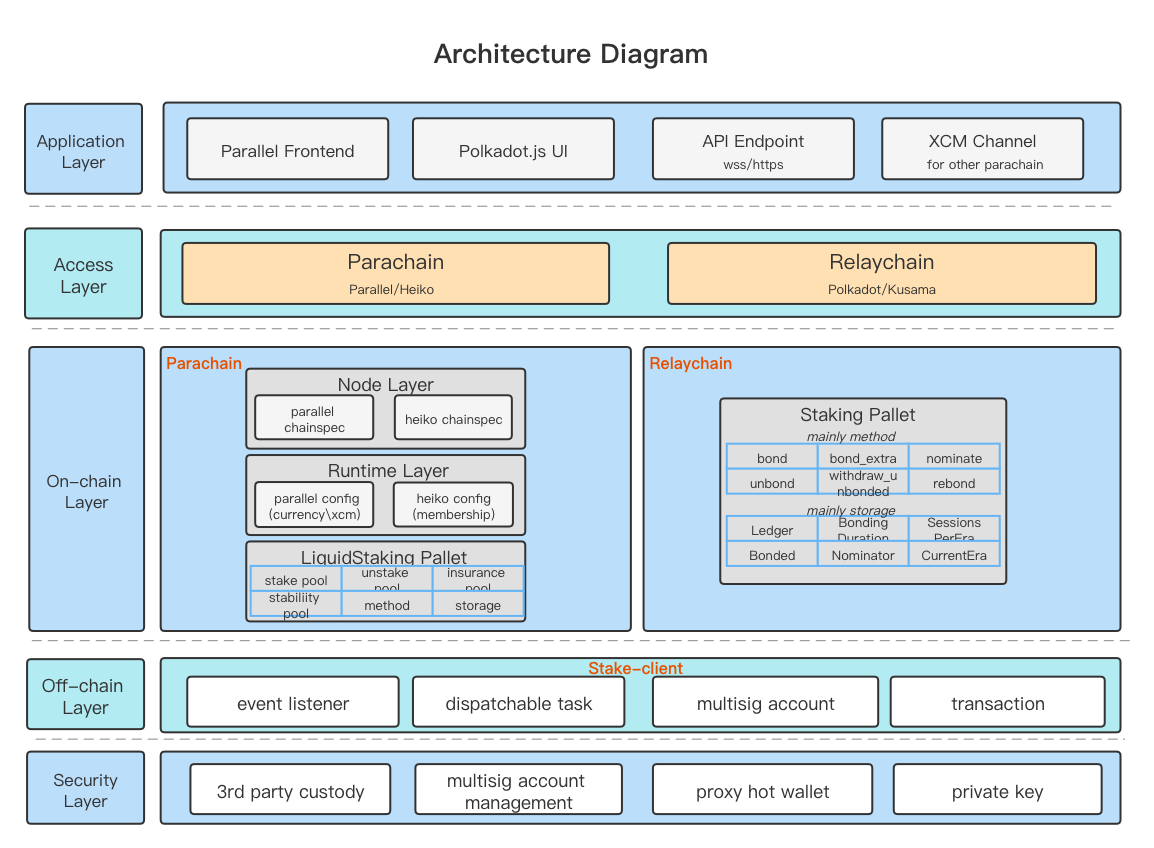 Architecture Diagram
Application
Layer
Parallel Frontend
Polkadot.js UI
API Endpoint
wss/https
XCM Channel
for other parachain
Access
Layer
Parachain
Parallel/Heiko
Relaychain
Polkadot/Kusama
On-chain
Layer
Parachain
Node Layer
parallel
chainspec
heiko chainspec
Runtime Layer
parallel config
(currency\xcm)
heiko config
(membership)
LiquidStaking Pallet
stake pool
unstake
pool
insurance
pool
stabiliity
pool
method
storage
Relaychain
Staking Pallet
mainly method
bond
bond_extra
nominate
unbond
withdraw_u
nbonded
rebond
mainly storage
Ledger
Bonding
Duration
Sessions
PerEra
Bonded
Nominator
CurrentEra
Off-chain
Layer
Stake-client
event listener
dispatchable task
multisig account
transaction
Security
Layer
3rd party custody
multisig account
management
proxy hot wallet
private key